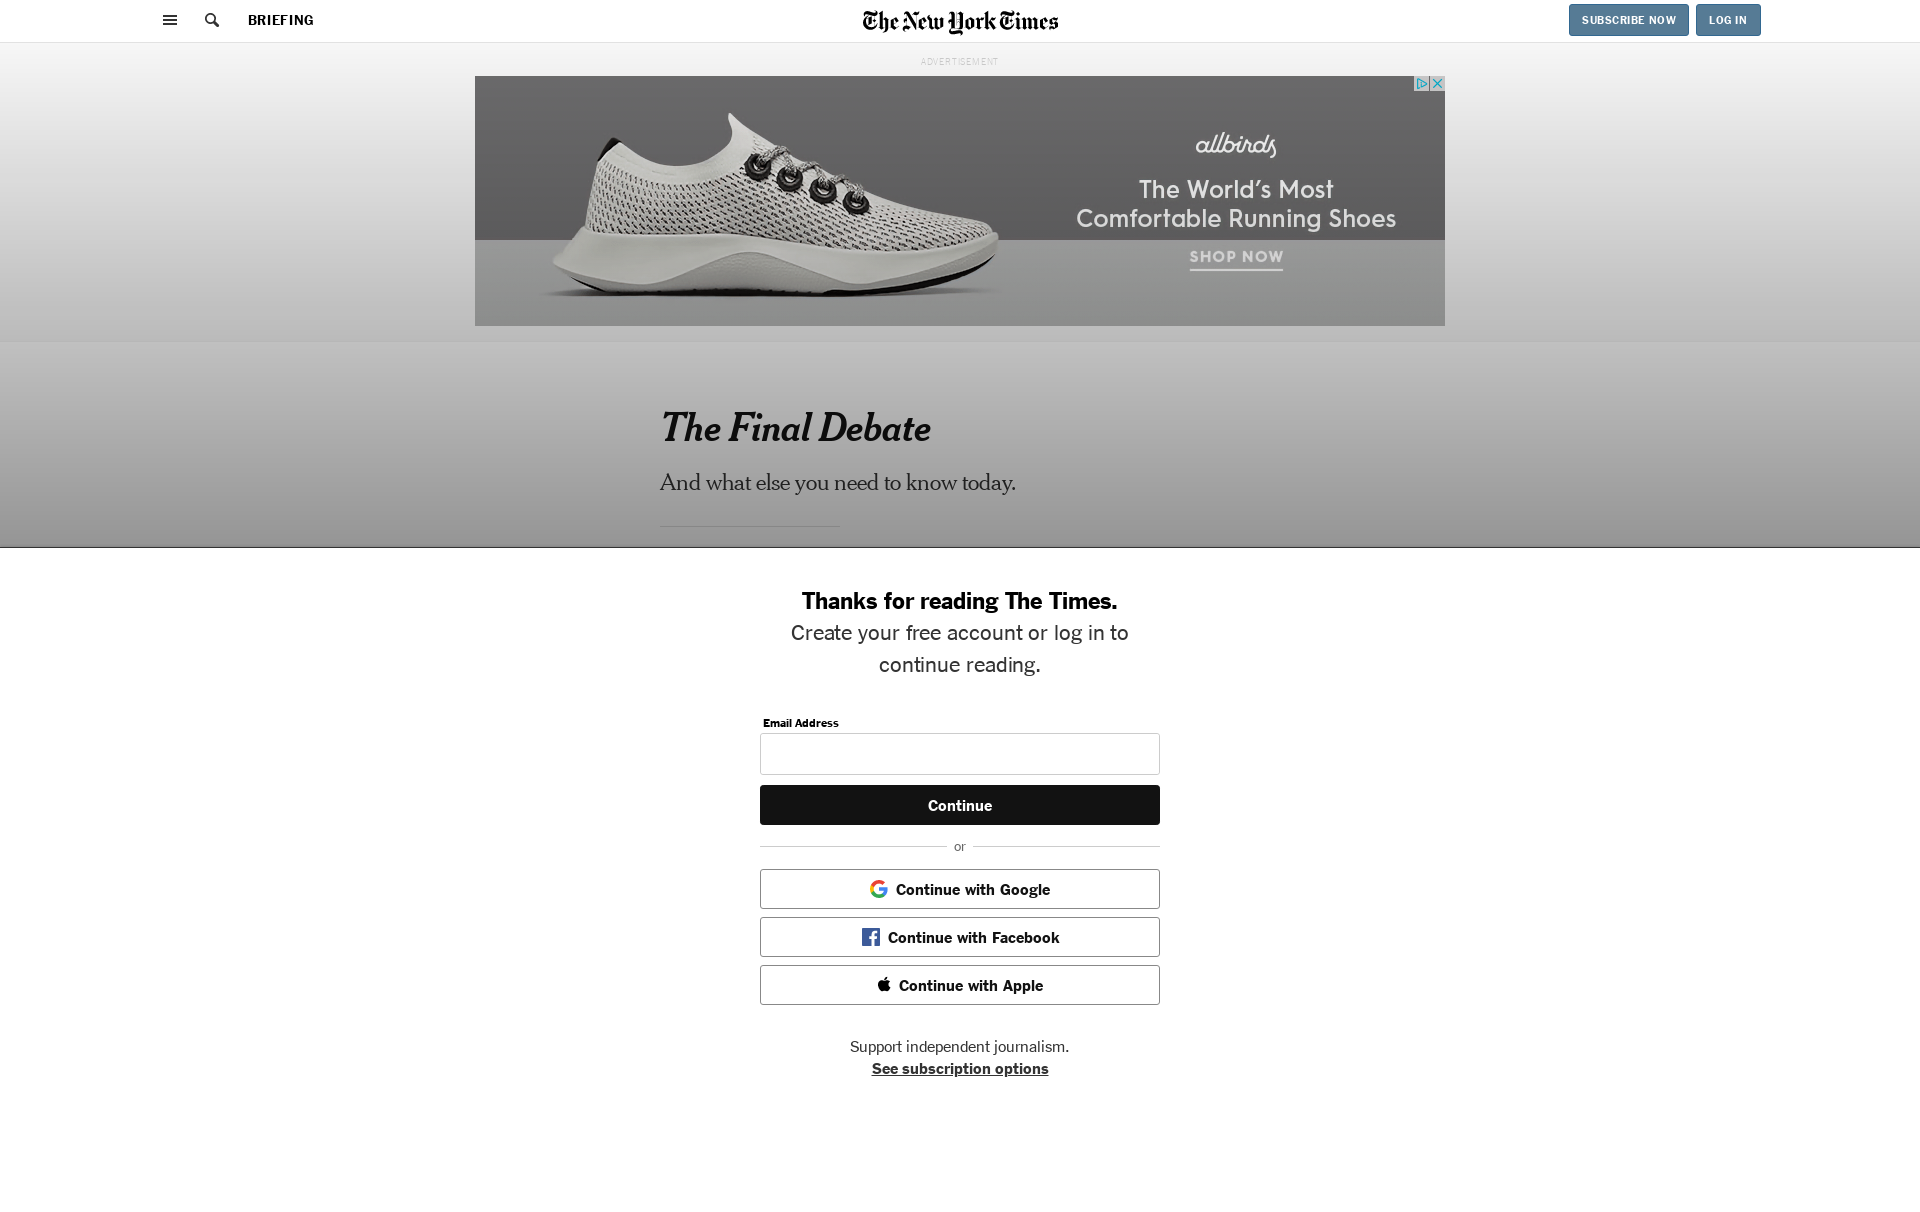 BRIEFING
The New York Times
SUBSCRIBE NOW
LOG IN
ADVERTISEMENT
allbirds
The World's Most
Comfortable Running Shoes
SHOP NOW
The Final Debate
And what else you need to know today.
Thanks for reading The Times.
Create your free account or log in to
continue reading.
Email Address
Continue
or
Continue with Google
Continue with Facebook
Continue with Apple
Support independent journalism.
See subscription options